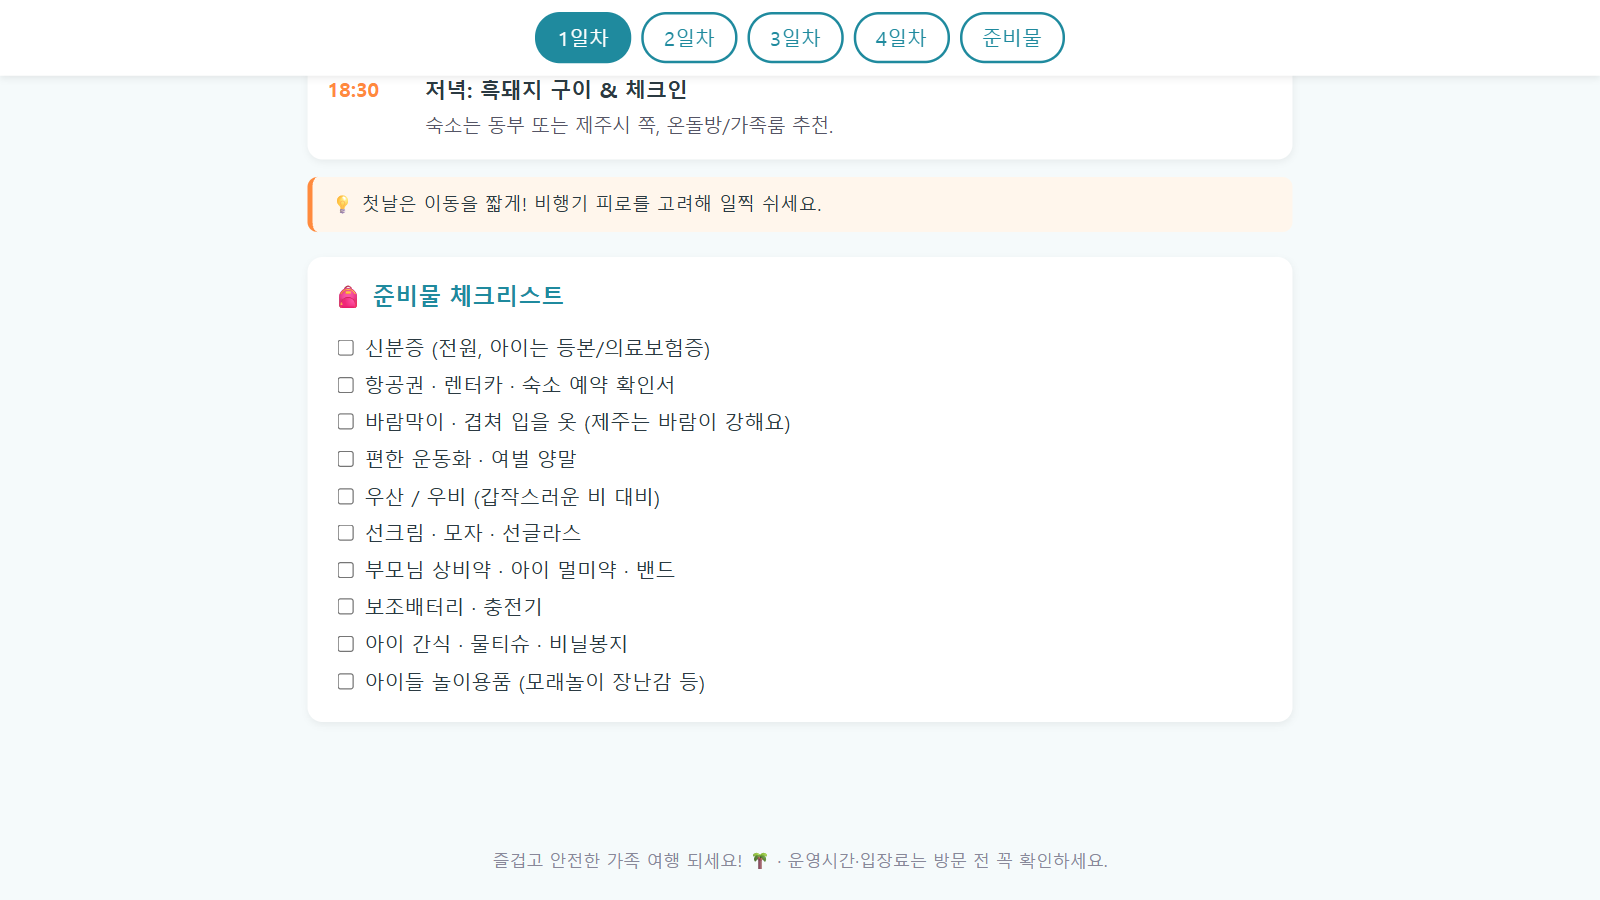 1일차
2일차
3일차
4일차
준비물
18:30
저녁: 흑돼지 구이 & 체크인
숙소는 동부 또는 제주시 쪽, 온돌방/가족룸 추천.
💡 첫날은 이동을 짧게! 비행기 피로를 고려해 일찍 쉬세요.
🎒 준비물 체크리스트
신분증 (전원, 아이는 등본/의료보험증)
항공권 · 렌터카 · 숙소 예약 확인서
바람막이 · 겹쳐 입을 옷 (제주는 바람이 강해요)
편한 운동화 · 여벌 양말
우산 / 우비 (갑작스러운 비 대비)
선크림 · 모자 · 선글라스
부모님 상비약 · 아이 멀미약 · 밴드
보조배터리 · 충전기
아이 간식 · 물티슈 · 비닐봉지
아이들 놀이용품 (모래놀이 장난감 등)
즐겁고 안전한 가족 여행 되세요! 🌴 · 운영시간·입장료는 방문 전 꼭 확인하세요.